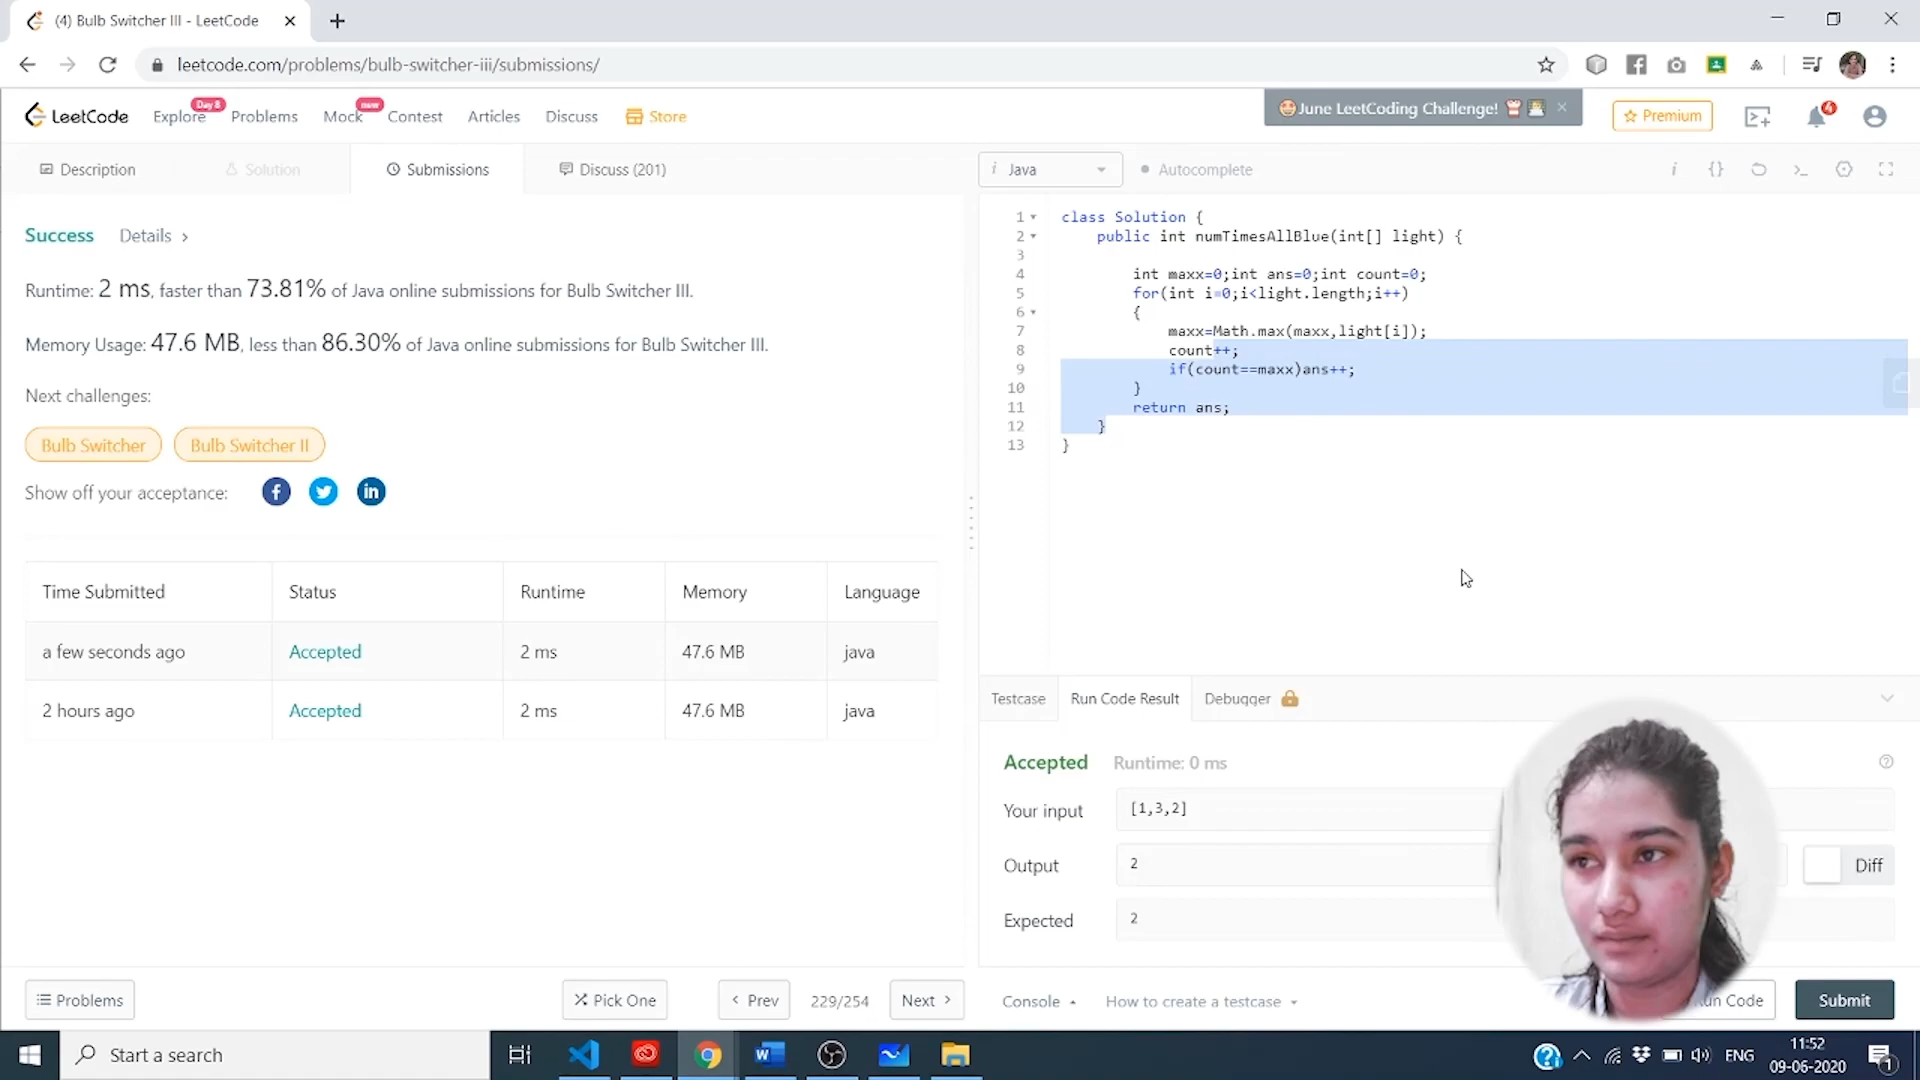 (4) Bulb Switcher III - LeetCode
leetcode.com/problems/bulb-switcher-iii/submissions/
LeetCode
Explore
Day 8
Problems
Mock
new
Contest
Articles
Discuss
Store
🤩June LeetCoding Challenge!
Premium
4
Description
Solution
Submissions
Discuss (201)
i Java
Autocomplete
Success Details >
Runtime: 2 ms, faster than 73.81% of Java online submissions for Bulb Switcher III.
Memory Usage: 47.6 MB, less than 86.30% of Java online submissions for Bulb Switcher III.
Next challenges:
Bulb Switcher
Bulb Switcher II
Show off your acceptance:
Time Submitted Status Runtime Memory Language
a few seconds ago Accepted 2 ms 47.6 MB java
2 hours ago Accepted 2 ms 47.6 MB java
1 class Solution {
2 public int numTimesAllBlue(int[] light) {
3
4 int maxx=0;int ans=0;int count=0;
5 for(int i=0;i<light.length;i++)
6 {
7 maxx=Math.max(maxx,light[i]);
8 count++;
9 if(count==maxx)ans++;
10 }
11 return ans;
12 }
13 }
Testcase
Run Code Result
Debugger
Accepted Runtime: 0 ms
Your input [1,3,2]
Output 2
Diff
Expected 2
Problems
Pick One
< Prev
229/254
Next >
Console
How to create a testcase
Code
Submit
Start a search
ENG
11:52
09-06-2020
1